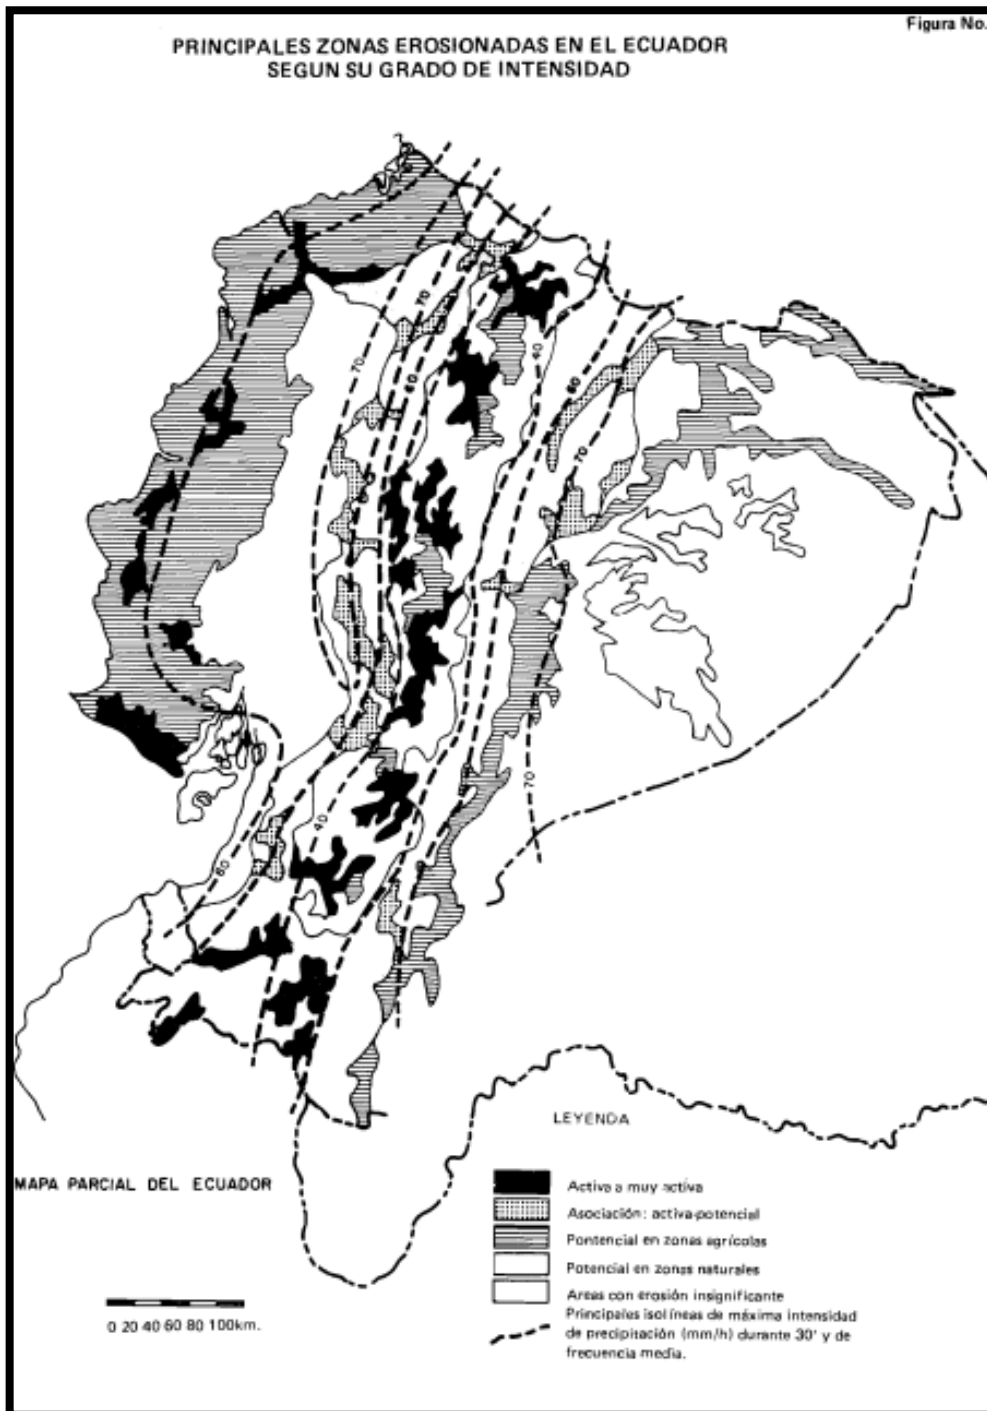 Figura No.
PRINCIPALES ZONAS EROSIONADAS EN EL ECUADOR
SEGUN SU GRADO DE INTENSIDAD
70
70
60
40
60
70
70
40
60
LEYENDA
MAPA PARCIAL DEL ECUADOR
Activa a muy activa
Asociación: activa-potencial
Pontencial en zonas agrícolas
Potencial en zonas naturales
Areas con erosión insignificante
Principales isolíneas de máxima intensidad
de precipitación (mm/h) durante 30' y de
frecuencia media.
0 20 40 60 80 100km.